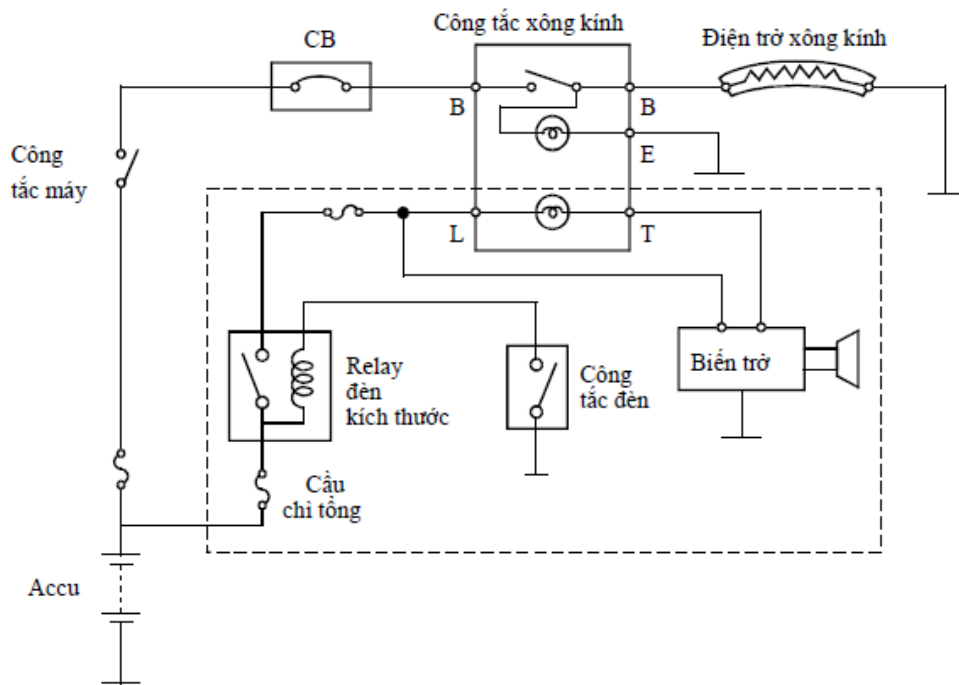 CB
Công tắc xông kính
Điện trở xông kính
B
B
E
Công
tắc máy
L
T
Relay
đèn
kích thước
Công
tắc đèn
Biến trở
Cầu
chì tổng
Accu